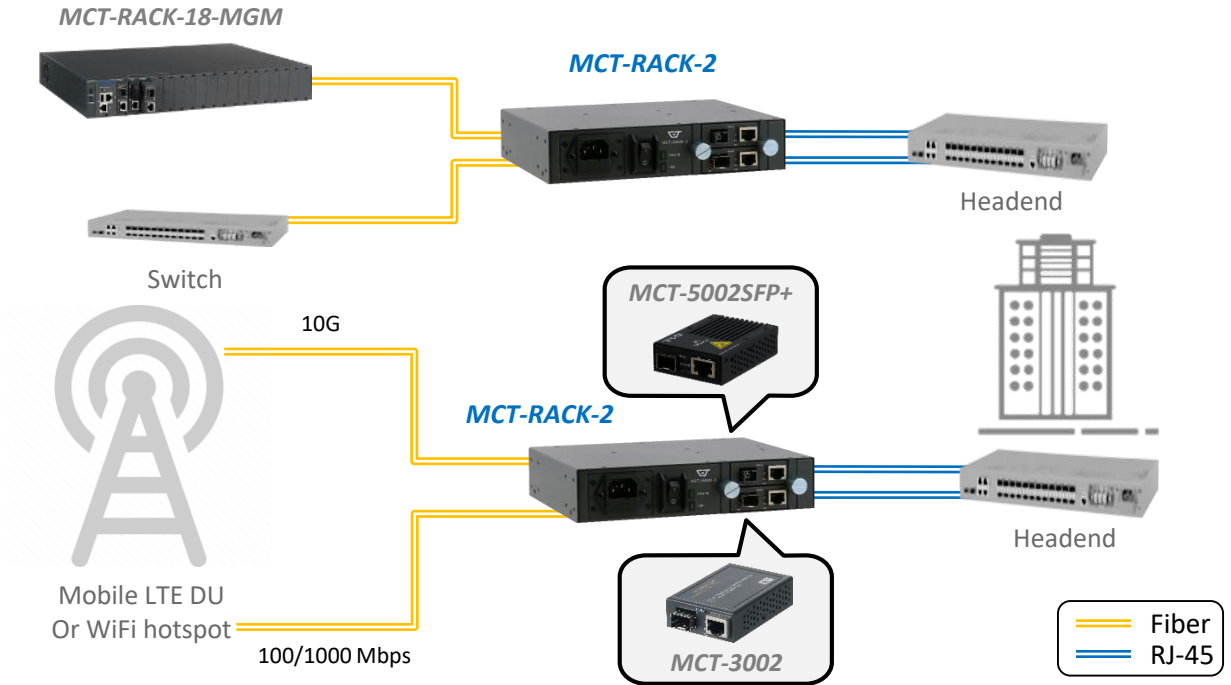 MCT-RACK-18-MGM
MCT-RACK-2
Headend
Switch
MCT-5002SFP+
10G
MCT-RACK-2
Headend
Mobile LTE DU
Or WiFi hotspot
100/1000 Mbps
MCT-3002
Fiber
RJ-45